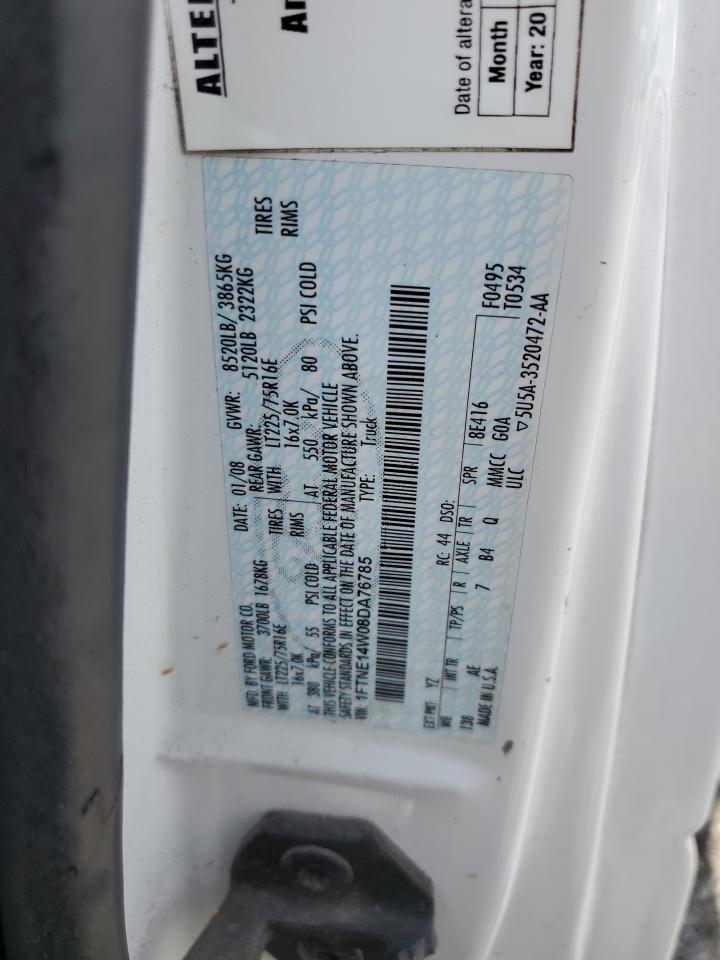 ALTE
An
Date of altera
Month
Year: 20
MFD. BY FORD MOTOR CO.
DATE: 01/08 GVWR: 8520LB/ 3865KG
FRONT GAWR: 3700LB 1678KG
REAR GAWR: 5120LB 2322KG
WITH LT225/75R16E TIRES
WITH LT225/75R16E TIRES
16x7.0K RIMS
16x7.0K RIMS
AT 380 kPa/ 55 PSI COLD
AT 550 kPa/ 80 PSI COLD
THIS VEHICLE CONFORMS TO ALL APPLICABLE FEDERAL MOTOR VEHICLE
SAFETY STANDARDS IN EFFECT ON THE DATE OF MANUFACTURE SHOWN ABOVE.
VIN: 1FTNE14W08DA76785
TYPE: Truck
F0495
T0534
EXT PNT: YZ RC: 44 DSO:
WB INT TR TP/PS R AXLE TR SPR 8E416
138 AE 7 B4 Q MMCC GOA
MADE IN U.S.A. ULC
▽5U5A-3520472-AA